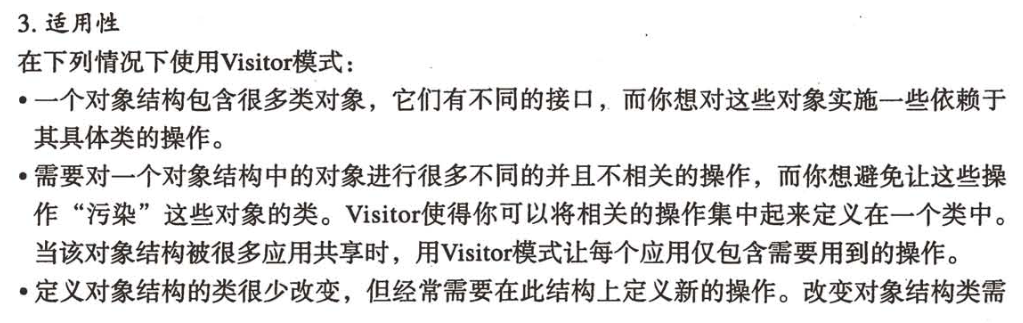 3. 适用性
在下列情况下使用Visitor模式：
• 一个对象结构包含很多类对象，它们有不同的接口，而你想对这些对象实施一些依赖于
其具体类的操作。
• 需要对一个对象结构中的对象进行很多不同的并且不相关的操作，而你想避免让这些操
作“污染”这些对象的类。Visitor使得你可以将相关的操作集中起来定义在一个类中。
当该对象结构被很多应用共享时，用Visitor模式让每个应用仅包含需要用到的操作。
• 定义对象结构的类很少改变，但经常需要在此结构上定义新的操作。改变对象结构类需